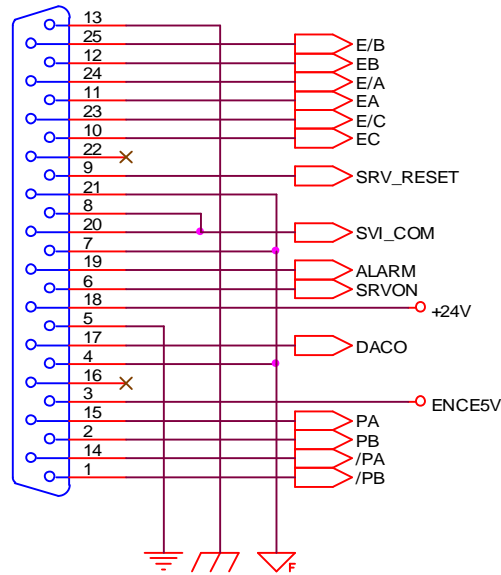 13
25 E/B
12 EB
24 E/A
11 EA
23 E/C
10 EC
22
9 SRV_RESET
21
8
20 SVI_COM
7
19 ALARM
6 SRVON
18 +24V
5
17 DACO
4
16
3 ENCE5V
15 PA
2 PB
14 /PA
1 /PB
F